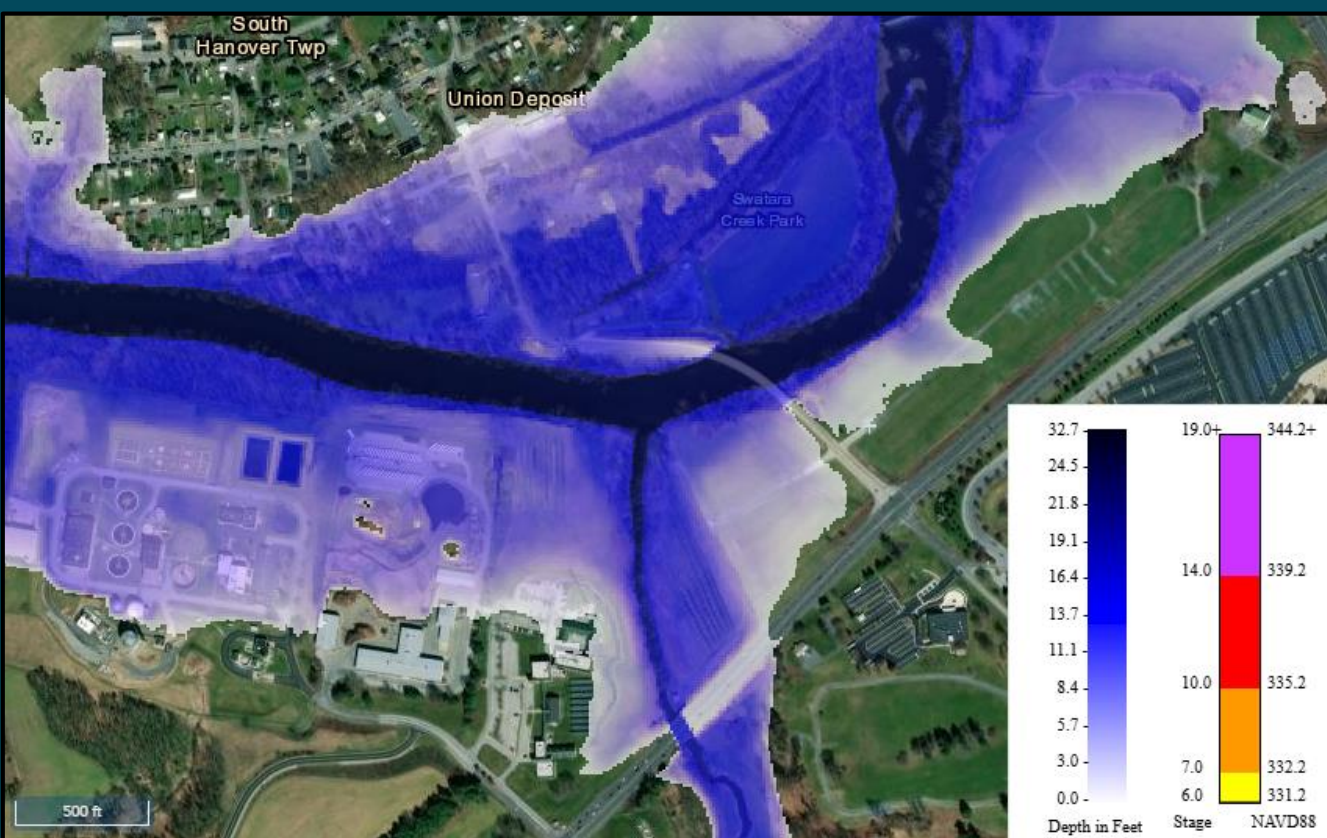 South
Hanover Twp
Union Deposit
Swatara
Creek Park
500 ft
32.7
24.5
21.8
19.1
16.4
13.7
11.1
8.4
5.7
3.0
0.0
Depth in Feet
19.0+ 344.2+
14.0 339.2
10.0 335.2
7.0 332.2
6.0 331.2
Stage NAVD88